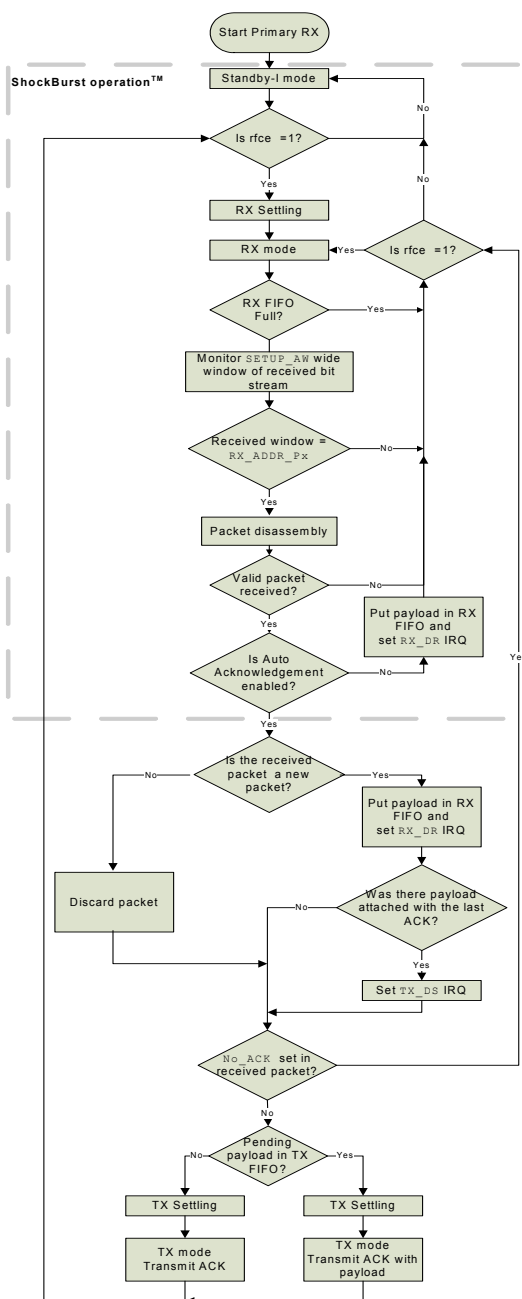 Start Primary RX
ShockBurst operation™
Standby-I mode
No
Is rfce =1?
Yes
No
RX Settling
RX mode
Yes
Is rfce =1?
RX FIFO
Full?
Yes
Monitor SETUP_AW wide
window of received bit
stream
Received window =
RX_ADDR_Px
No
Yes
Packet disassembly
Valid packet
received?
No
Yes
Put payload in RX
FIFO and
set RX_DR IRQ
Ye
Is Auto
Acknowledgement
enabled?
No
Yes
Is the received
packet a new
packet?
No
Yes
Put payload in RX
FIFO and
set RX_DR IRQ
Discard packet
Was there payload
attached with the last
ACK?
No
Yes
Set TX_DS IRQ
No_ACK set in
received packet?
No
Pending
payload in TX
FIFO?
No
Yes
TX Settling
TX Settling
TX mode
Transmit ACK
TX mode
Transmit ACK with
payload